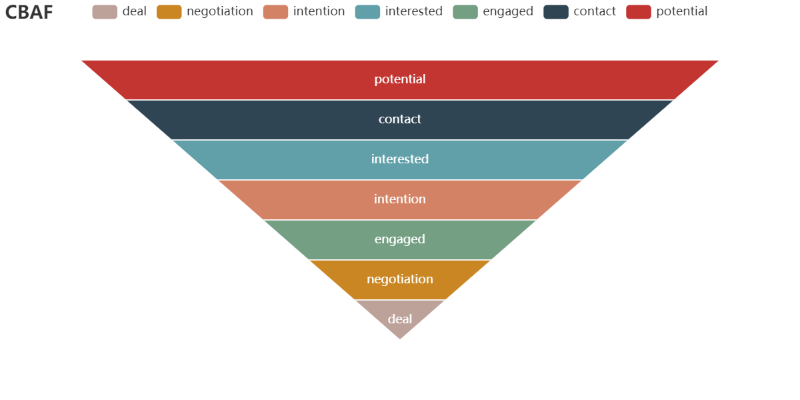 CBAF deal negotiation intention interested engaged contact potential
potential
contact
interested
intention
engaged
negotiation
deal